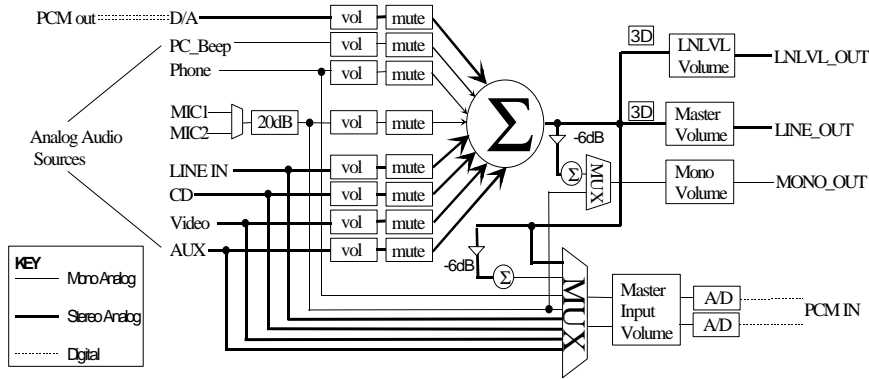 PCM out D/A vol mute
PC_Beep vol mute
Phone vol mute
MIC1
MIC2 20dB vol mute
Analog Audio
Sources
LINE IN vol mute
CD vol mute
Video vol mute
AUX vol mute
Σ
3D LNLVL
Volume LNLVL_OUT
3D Master
Volume LINE_OUT
-6dB
Σ MUX Mono
Volume MONO_OUT
-6dB Σ
MUX
Master
Input
Volume
A/D
A/D
PCM IN
KEY
Mono Analog
Stereo Analog
Digital